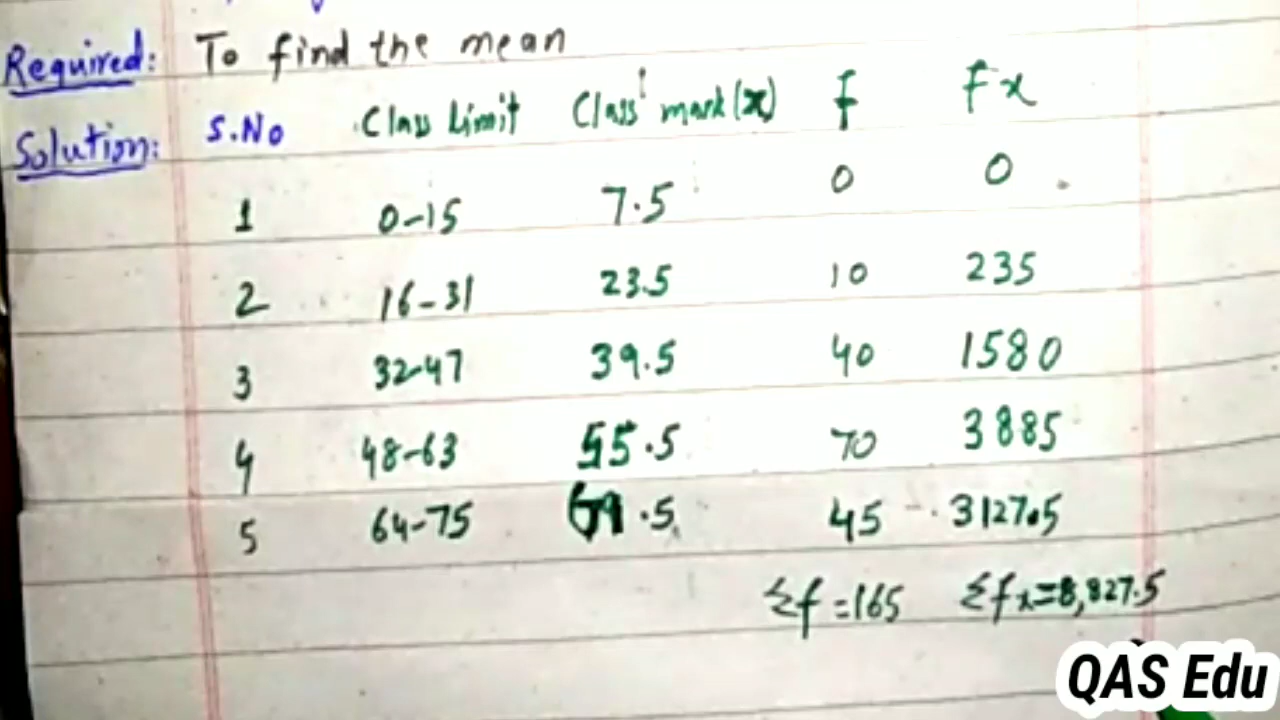 Required: To find the mean
Solution: S.No Class Limit Class mark (x) f Fx
1 0-15 7.5 0 0
2 16-31 23.5 10 235
3 32-47 39.5 40 1580
4 48-63 55.5 70 3885
5 64-75 69.5 45 3127.5
Σf = 165 Σfx = 8,827.5
QAS Edu